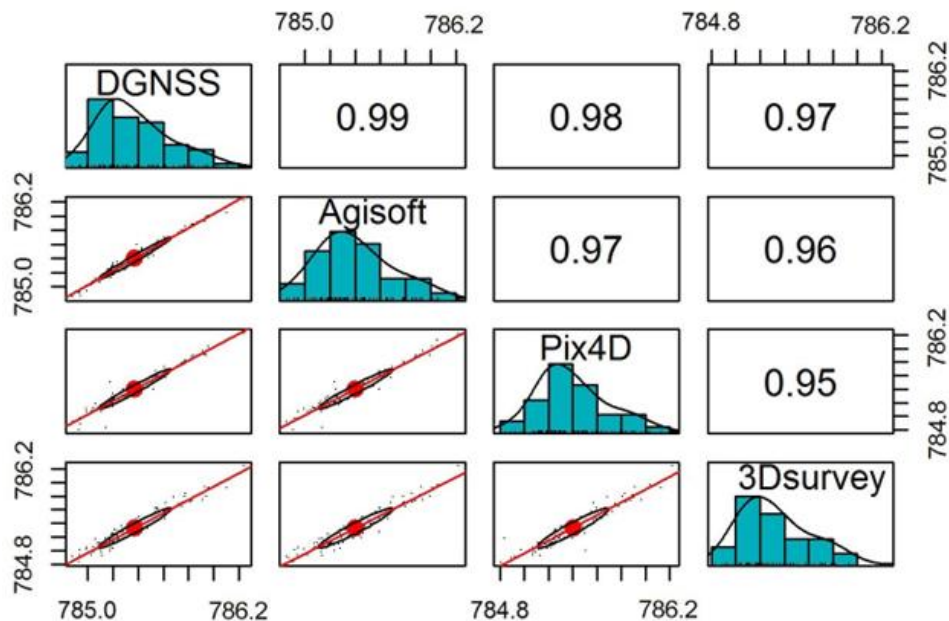 785.0 786.2 784.8 786.2
DGNSS 0.99 0.98 0.97
785.0 786.2
785.0 786.2
Agisoft 0.97 0.96
Pix4D 0.95
784.8 786.2
784.8 786.2
3Dsurvey
785.0 786.2 784.8 786.2